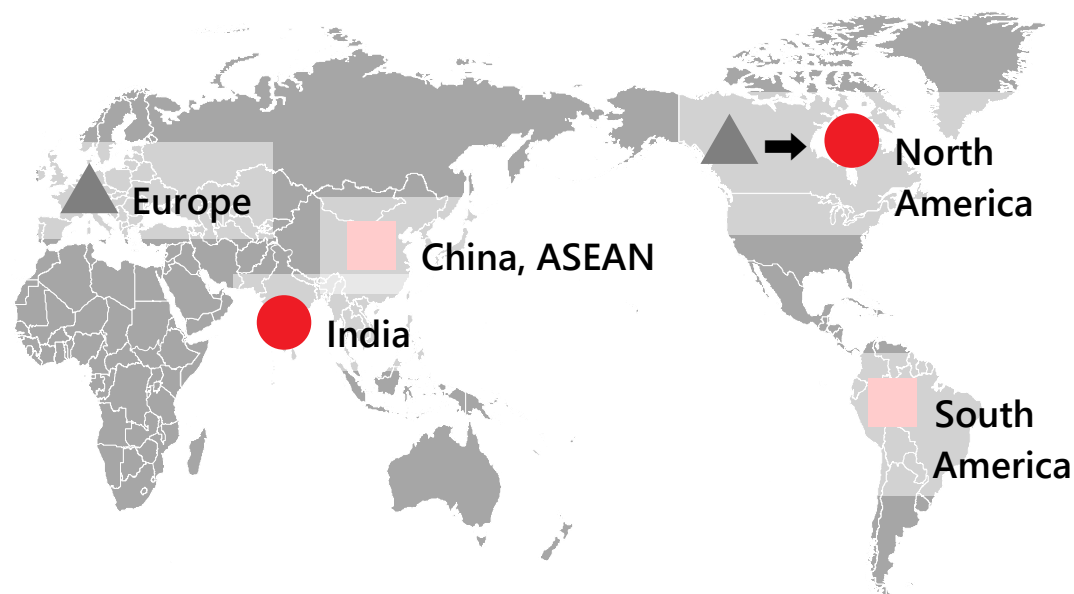 North
America
Europe
China, ASEAN
India
South
America